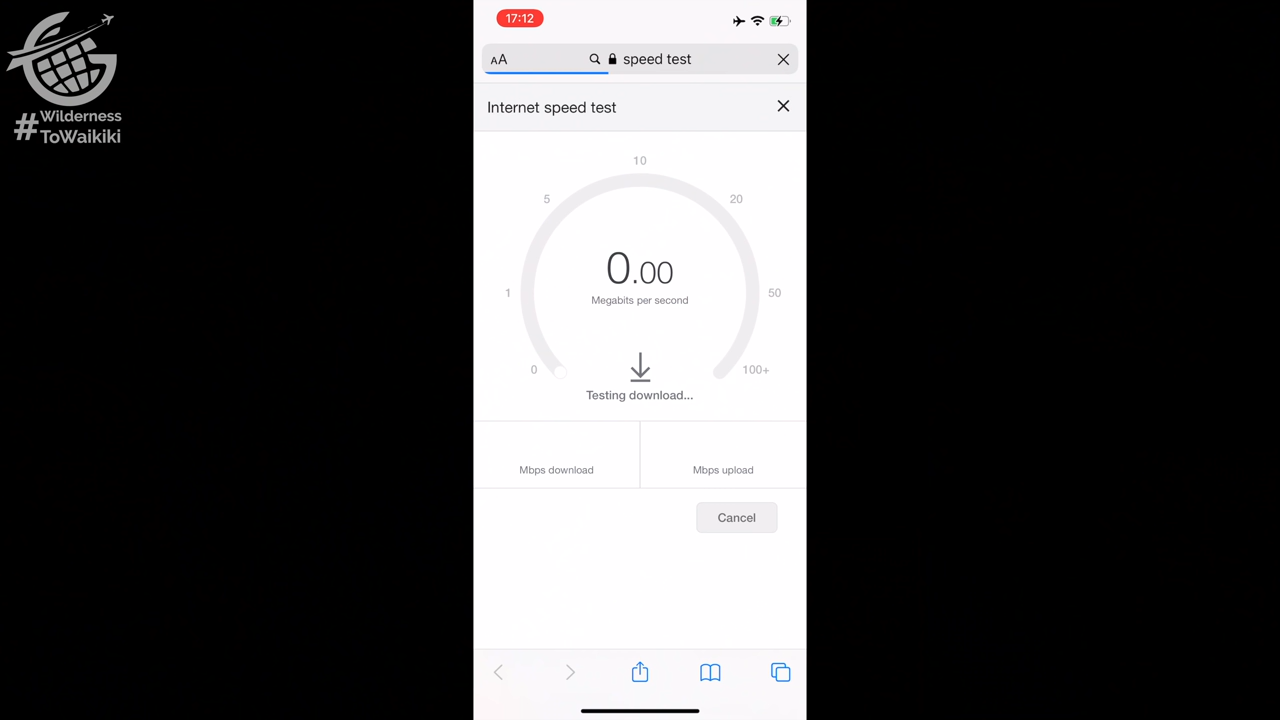 #Wilderness
ToWaikiki
17:12
AA
speed test
Internet speed test
10
5
20
1
50
0
100+
0.00
Megabits per second
Testing download...
Mbps download
Mbps upload
Cancel